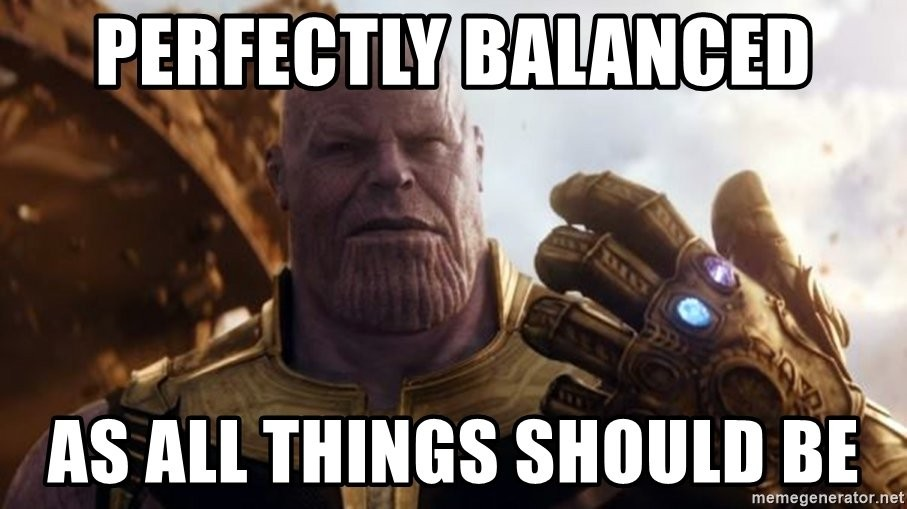 PERFECTLY BALANCED
AS ALL THINGS SHOULD BE
memegenerator.net